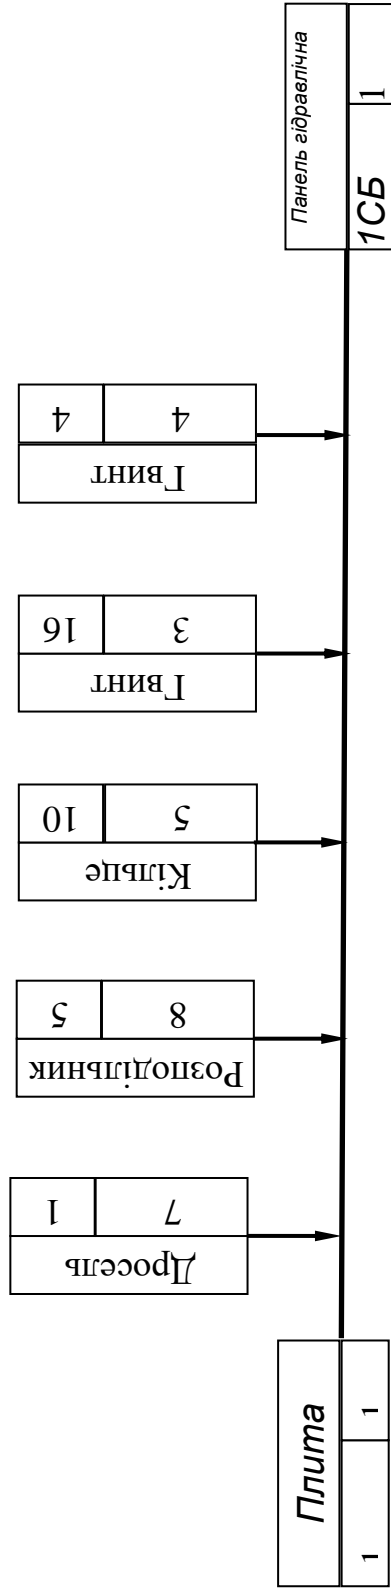 Плита
1 1
Дросель
7 1
Розподільник
8 5
Кільце
5 10
Гвинт
3 16
Гвинт
4 4
Панель гідравлічна
1СБ 1